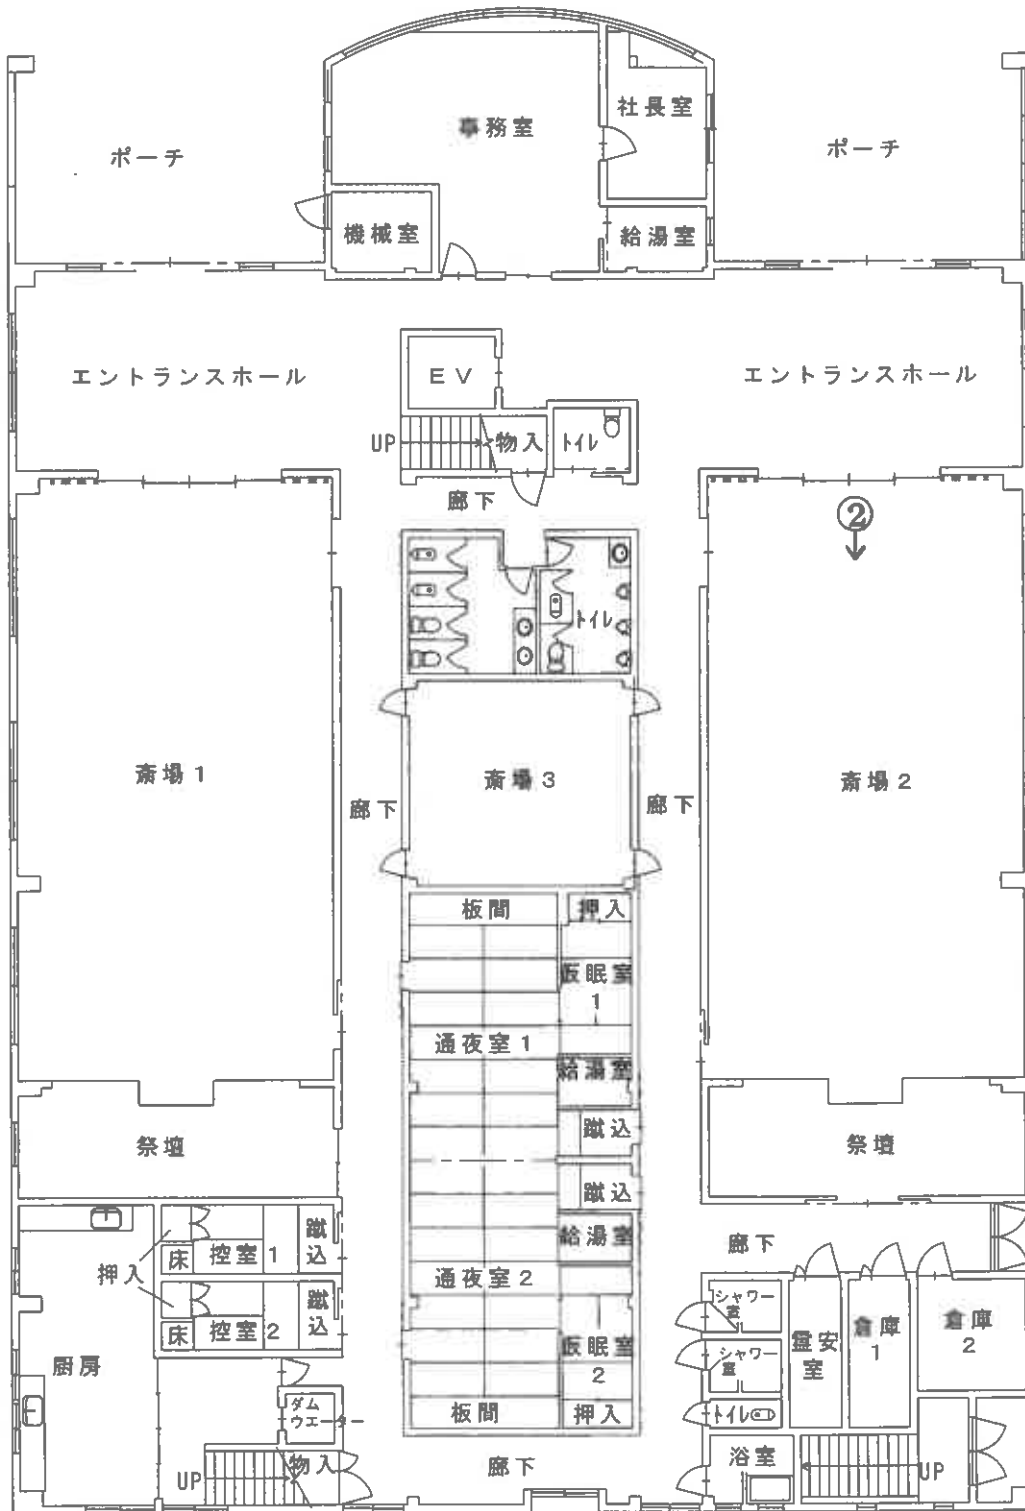 社長室
事務室
ポーチ
ポーチ
機械室
給湯室
エントランスホール
EV
エントランスホール
UP
物入
トイレ
廊下
②
トイレ
斎場1
斎場3
斎場2
廊下
廊下
板間
押入
仮眠室
1
通夜室1
給湯室
蹴込
祭壇
祭壇
蹴込
給湯室
通夜室2
仮眠室
2
板間
押入
押入
床
控室1
蹴込
床
控室2
蹴込
厨房
ダム
ウエーター
UP
物入
廊下
廊下
シャワー
室
シャワー
室
トイレ
浴室
霊安
室
倉庫
1
倉庫
2
UP